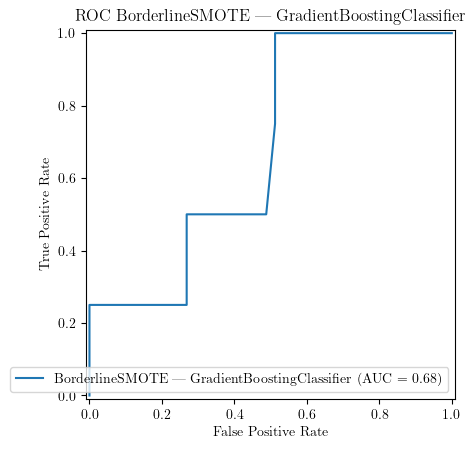 ROC BorderlineSMOTE — GradientBoostingClassifier
1.0
0.8
0.6
0.4
0.2
0.0
True Positive Rate
BorderlineSMOTE — GradientBoostingClassifier (AUC = 0.68)
0.0 0.2 0.4 0.6 0.8 1.0
False Positive Rate